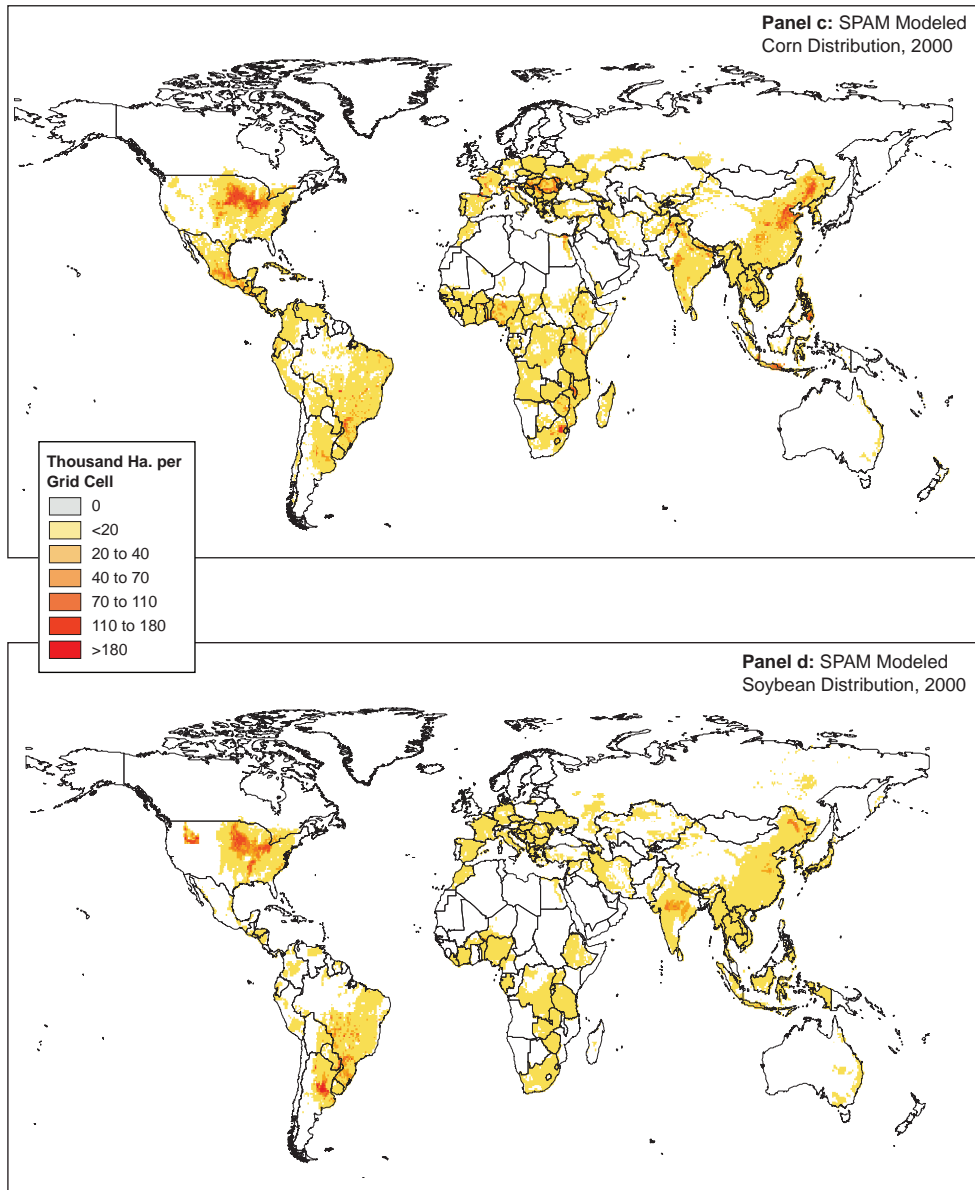 Panel c: SPAM Modeled
Corn Distribution, 2000
Thousand Ha. per
Grid Cell
0
<20
20 to 40
40 to 70
70 to 110
110 to 180
>180
Panel d: SPAM Modeled
Soybean Distribution, 2000